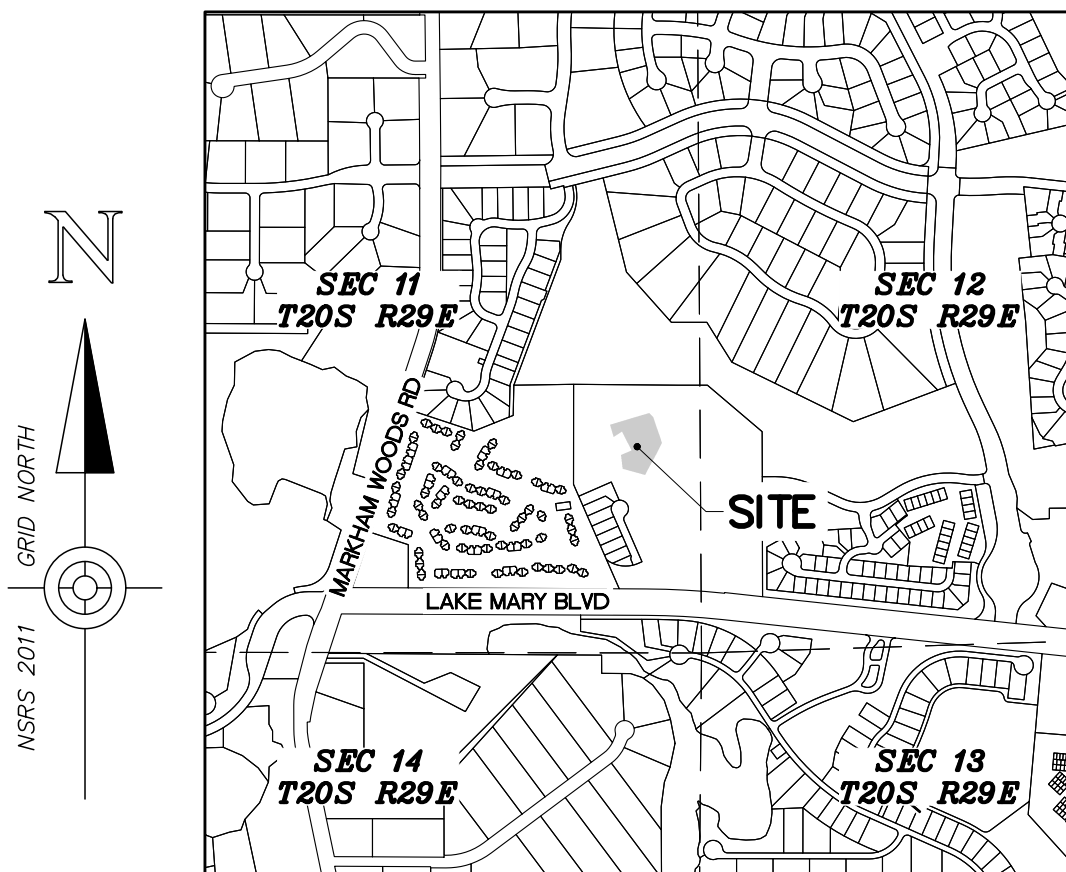 N
GRID NORTH
NSRS 2011
SEC 11
T20S R29E
SEC 12
T20S R29E
MARKHAM WOODS RD
SITE
LAKE MARY BLVD
SEC 14
T20S R29E
SEC 13
T20S R29E